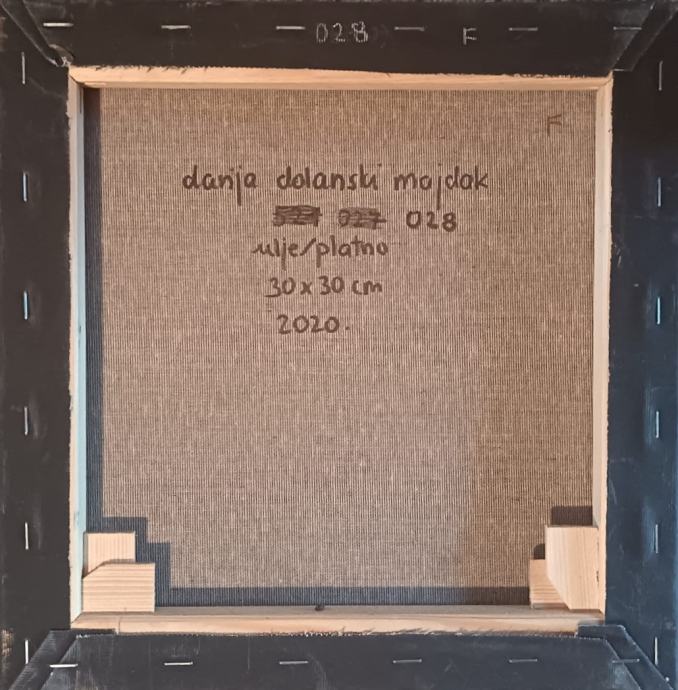 028 F
F
danja dolanski majdak
028
ulje/platno
30 x 30 cm
2020.